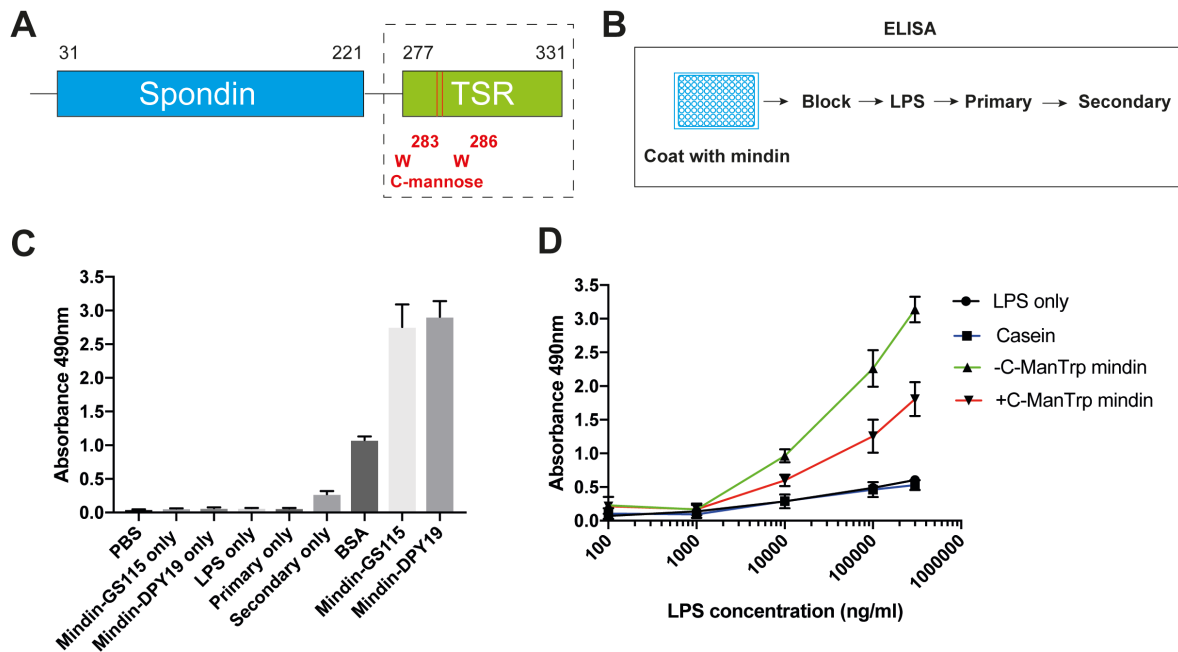 A
31
221
277
331
Spondin
TSR
283
286
W
W
C-mannose
B
ELISA
Block
LPS
Primary
Secondary
Coat with mindin
C
Absorbance 490nm
3.5
3.0
2.5
2.0
1.5
1.0
0.5
0.0
PBS
Mindin-GS115 only
Mindin-DPY19 only
LPS only
Primary only
Secondary only
BSA
Mindin-GS115
Mindin-DPY19
D
Absorbance 490nm
3.5
3.0
2.5
2.0
1.5
1.0
0.5
0.0
100
1000
10000
100000
1000000
LPS concentration (ng/ml)
LPS only
Casein
-C-ManTrp mindin
+C-ManTrp mindin